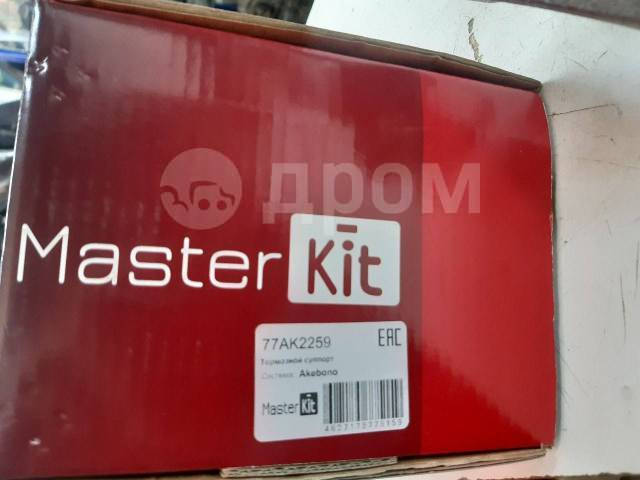 дром
Master Kit
77AK2259
EAC
Тормозной суппорт
Система: Akebono
Master Kit